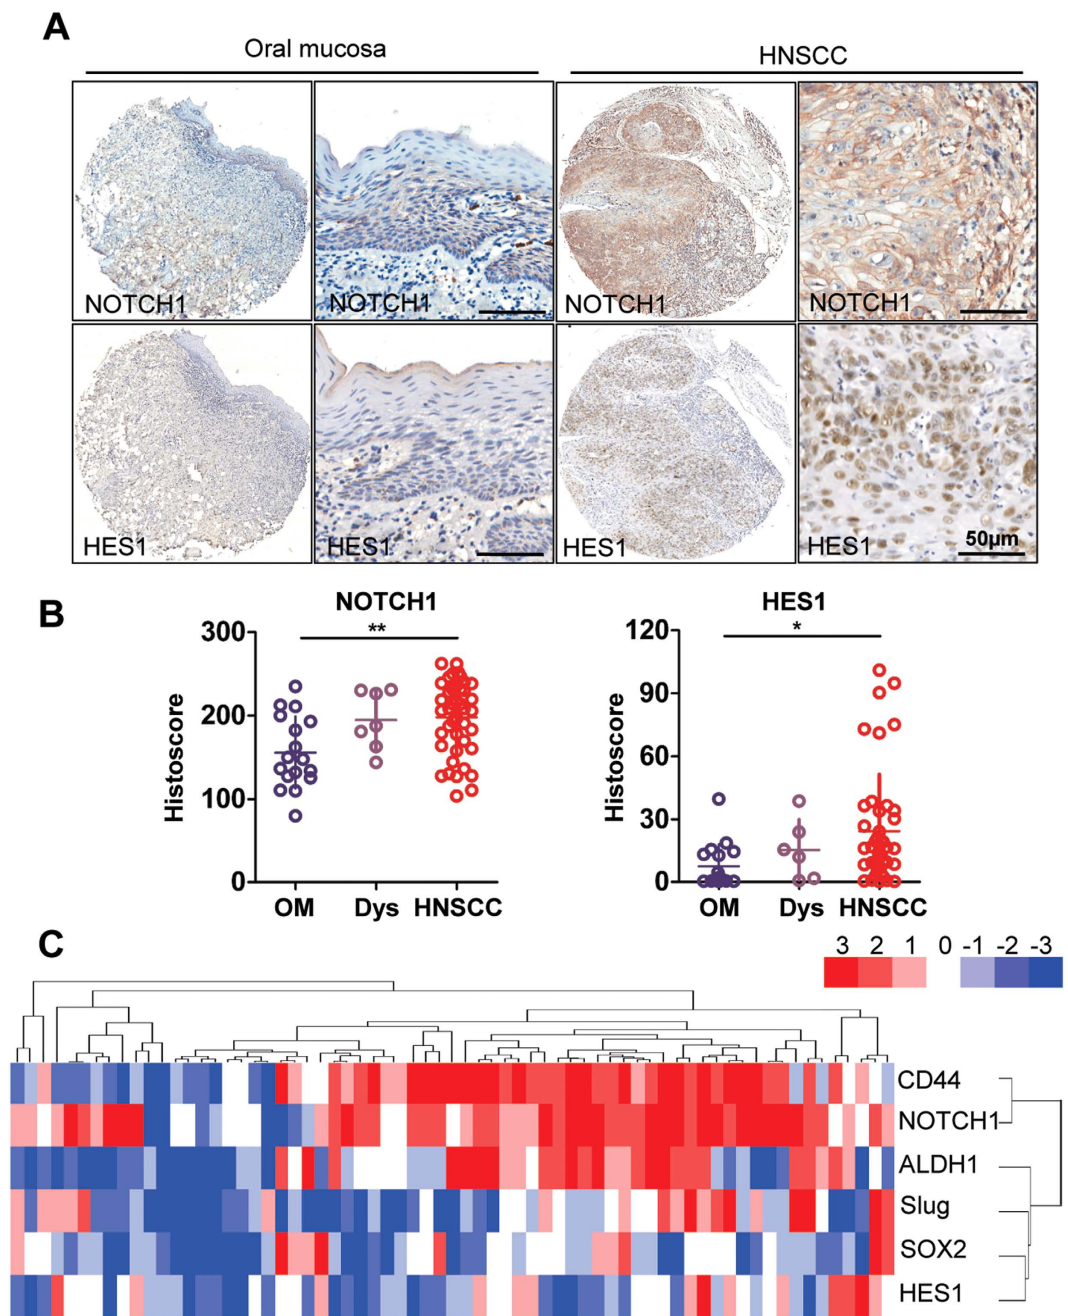 A
Oral mucosa
HNSCC
NOTCH1
NOTCH1
NOTCH1
NOTCH1
HES1
HES1
HES1
HES1
50μm
B
NOTCH1
**
300
200
100
0
Histoscore
OM Dys HNSCC
HES1
*
120
90
60
30
0
Histoscore
OM Dys HNSCC
C
3 2 1 0 -1 -2 -3
CD44
NOTCH1
ALDH1
Slug
SOX2
HES1